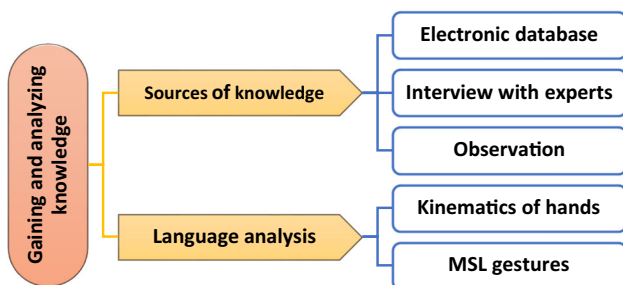 Gaining and analyzing
knowledge
Sources of knowledge
Electronic database
Interview with experts
Observation
Language analysis
Kinematics of hands
MSL gestures